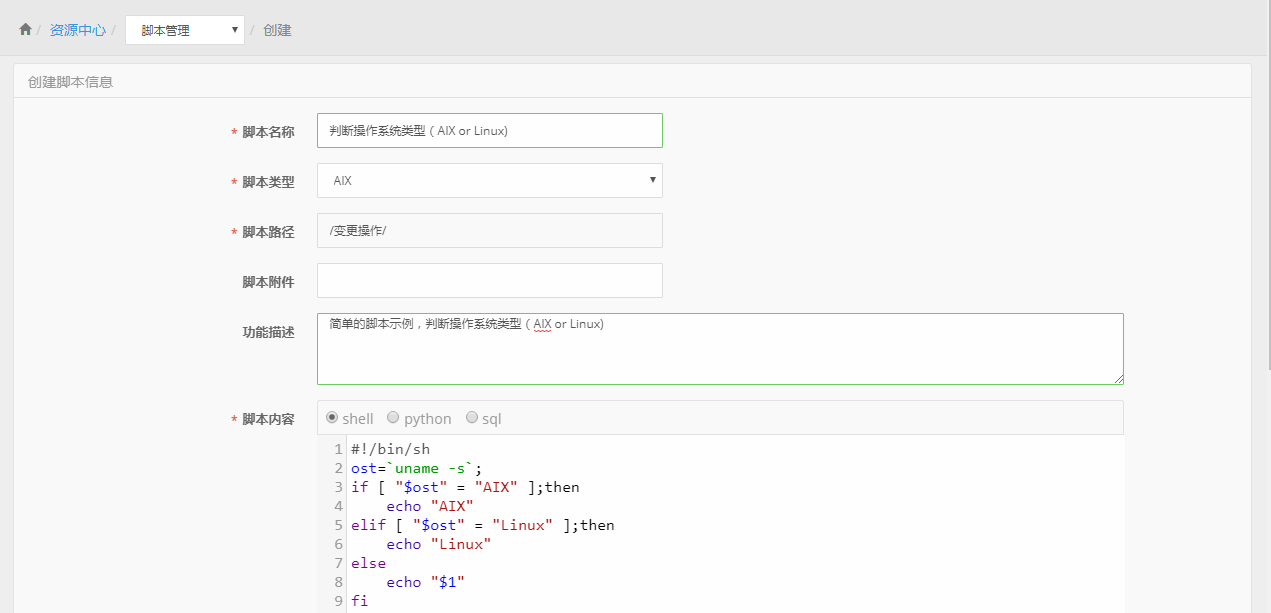 / 资源中心 / 脚本管理 / 创建
创建脚本信息
* 脚本名称 判断操作系统类型（AIX or Linux)
* 脚本类型 AIX
* 脚本路径 /变更操作/
脚本附件
功能描述 简单的脚本示例，判断操作系统类型（AIX or Linux)
* 脚本内容 shell python sql
1 #!/bin/sh
2 ost=`uname -s`;
3 if [ "$ost" = "AIX" ];then
4     echo "AIX"
5 elif [ "$ost" = "Linux" ];then
6     echo "Linux"
7 else
8     echo "$1"
9 fi